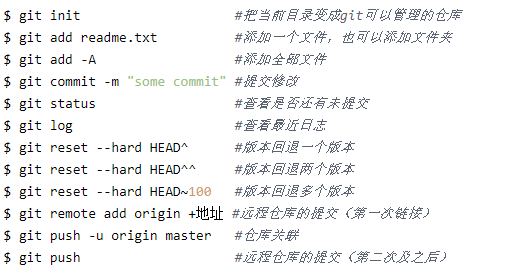 $ git init #把当前目录变成git可以管理的仓库
$ git add readme.txt #添加一个文件，也可以添加文件夹
$ git add -A #添加全部文件
$ git commit -m "some commit" #提交修改
$ git status #查看是否还有未提交
$ git log #查看最近日志
$ git reset --hard HEAD^ #版本回退一个版本
$ git reset --hard HEAD^^ #版本回退两个版本
$ git reset --hard HEAD~100 #版本回退多个版本
$ git remote add origin +地址 #远程仓库的提交（第一次链接）
$ git push -u origin master #仓库关联
$ git push #远程仓库的提交（第二次及之后）